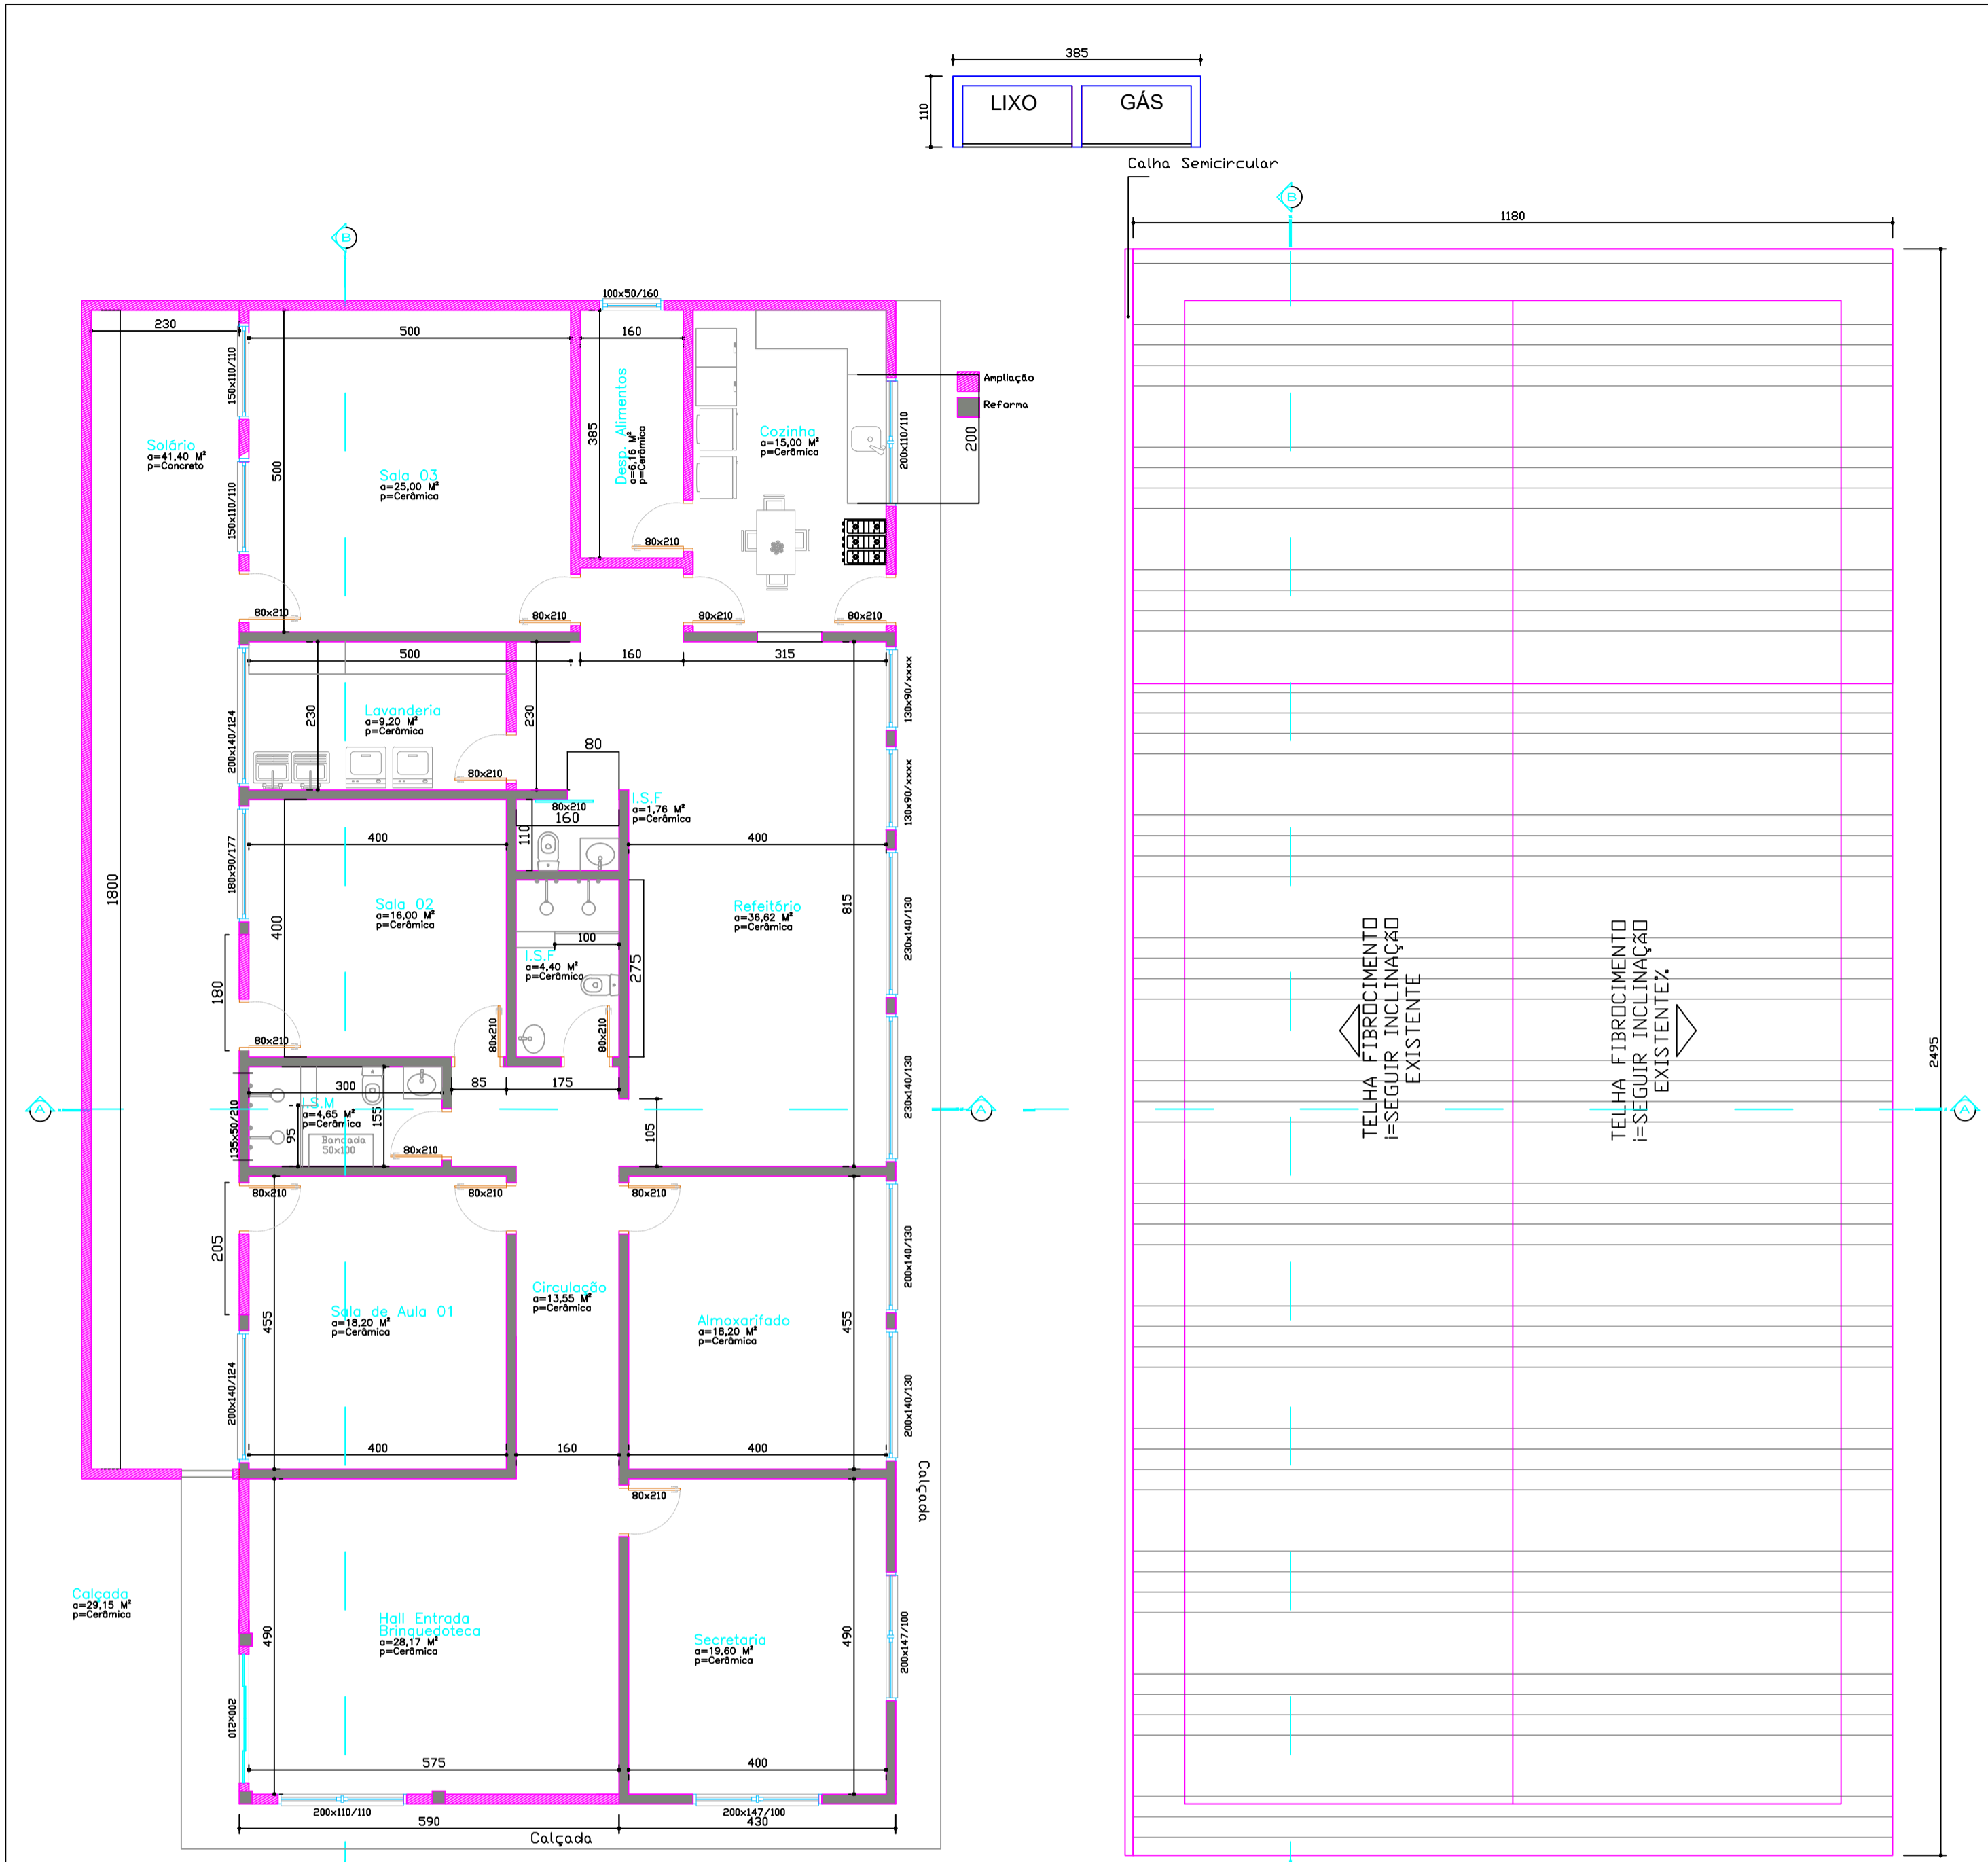 385
110
LIXO
GÁS
Calha Semicircular
B
B
1180
100x50/160
230
500
160
150x110/110
Solário
a=41,40 M²
p=Concreto
150x110/110
500
Sala 03
a=25,00 M²
p=Cerâmica
385
Desp. Alimentos
a=6,16 M²
p=Cerâmica
Cozinha
a=15,00 M²
p=Cerâmica
200x110/110
200
Ampliação
Reforma
80x210
80x210
80x210
80x210
80x210
500
160
315
200x140/124
230
Lavanderia
a=9,20 M²
p=Cerâmica
230
80
80x210
80x210
160
110
I.S.F
a=1,76 M²
p=Cerâmica
130x90/xxxx
130x90/xxxx
180x90/177
400
400
1800
400
Sala 02
a=16,00 M²
p=Cerâmica
180
80x210
80x210
100
I.S.F
a=4,40 M²
p=Cerâmica
275
80x210
Refeitório
a=36,62 M²
p=Cerâmica
815
230x140/130
230x140/130
TELHA FIBROCIMENTO
i=SEGUIR INCLINAÇÃO
EXISTENTE
TELHA FIBROCIMENTO
i=SEGUIR INCLINAÇÃO
EXISTENTE%
2495
300
85
175
I.S.M
a=4,65 M²
p=Cerâmica
155
95
Bancada
50x100
135x50/210
80x210
105
A
A
A
80x210
80x210
80x210
205
455
Sala de Aula 01
a=18,20 M²
p=Cerâmica
Circulação
a=13,55 M²
p=Cerâmica
Almoxarifado
a=18,20 M²
p=Cerâmica
455
200x140/130
200x140/130
200x140/124
400
160
400
80x210
Calçada
Calçada
a=29,15 M²
p=Cerâmica
490
Hall Entrada
Brinquedoteca
a=28,17 M²
p=Cerâmica
Secretaria
a=19,60 M²
p=Cerâmica
490
200x147/100
200x210
575
400
200x110/110
200x147/100
590
430
Calçada